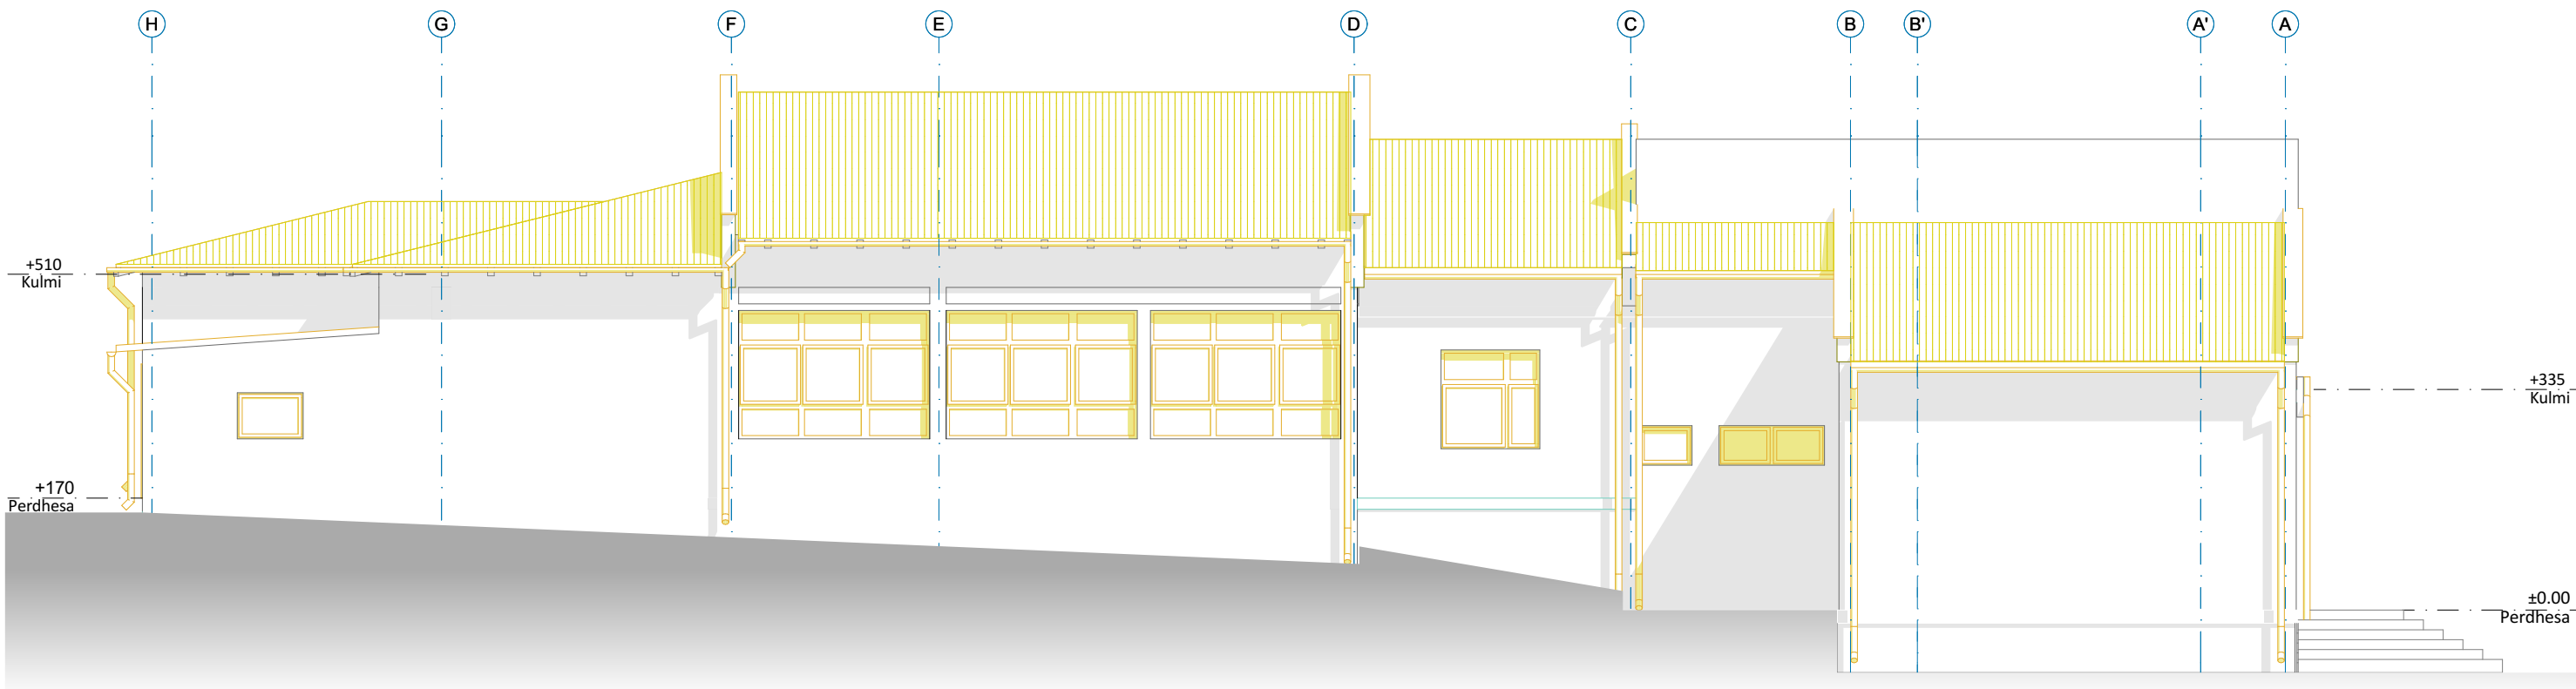 H G F E D C B B' A' A
+510
Kulmi
+335
Kulmi
+170
Perdhesa
±0.00
Perdhesa